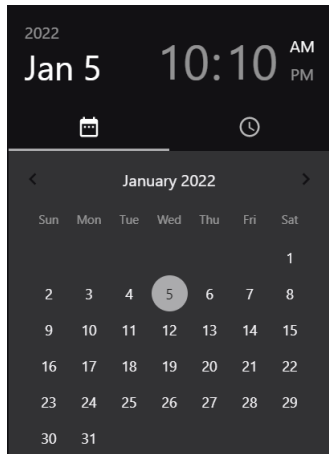 2022
Jan 5 10:10 AM
PM
January 2022
Sun Mon Tue Wed Thu Fri Sat
1
2 3 4 5 6 7 8
9 10 11 12 13 14 15
16 17 18 19 20 21 22
23 24 25 26 27 28 29
30 31